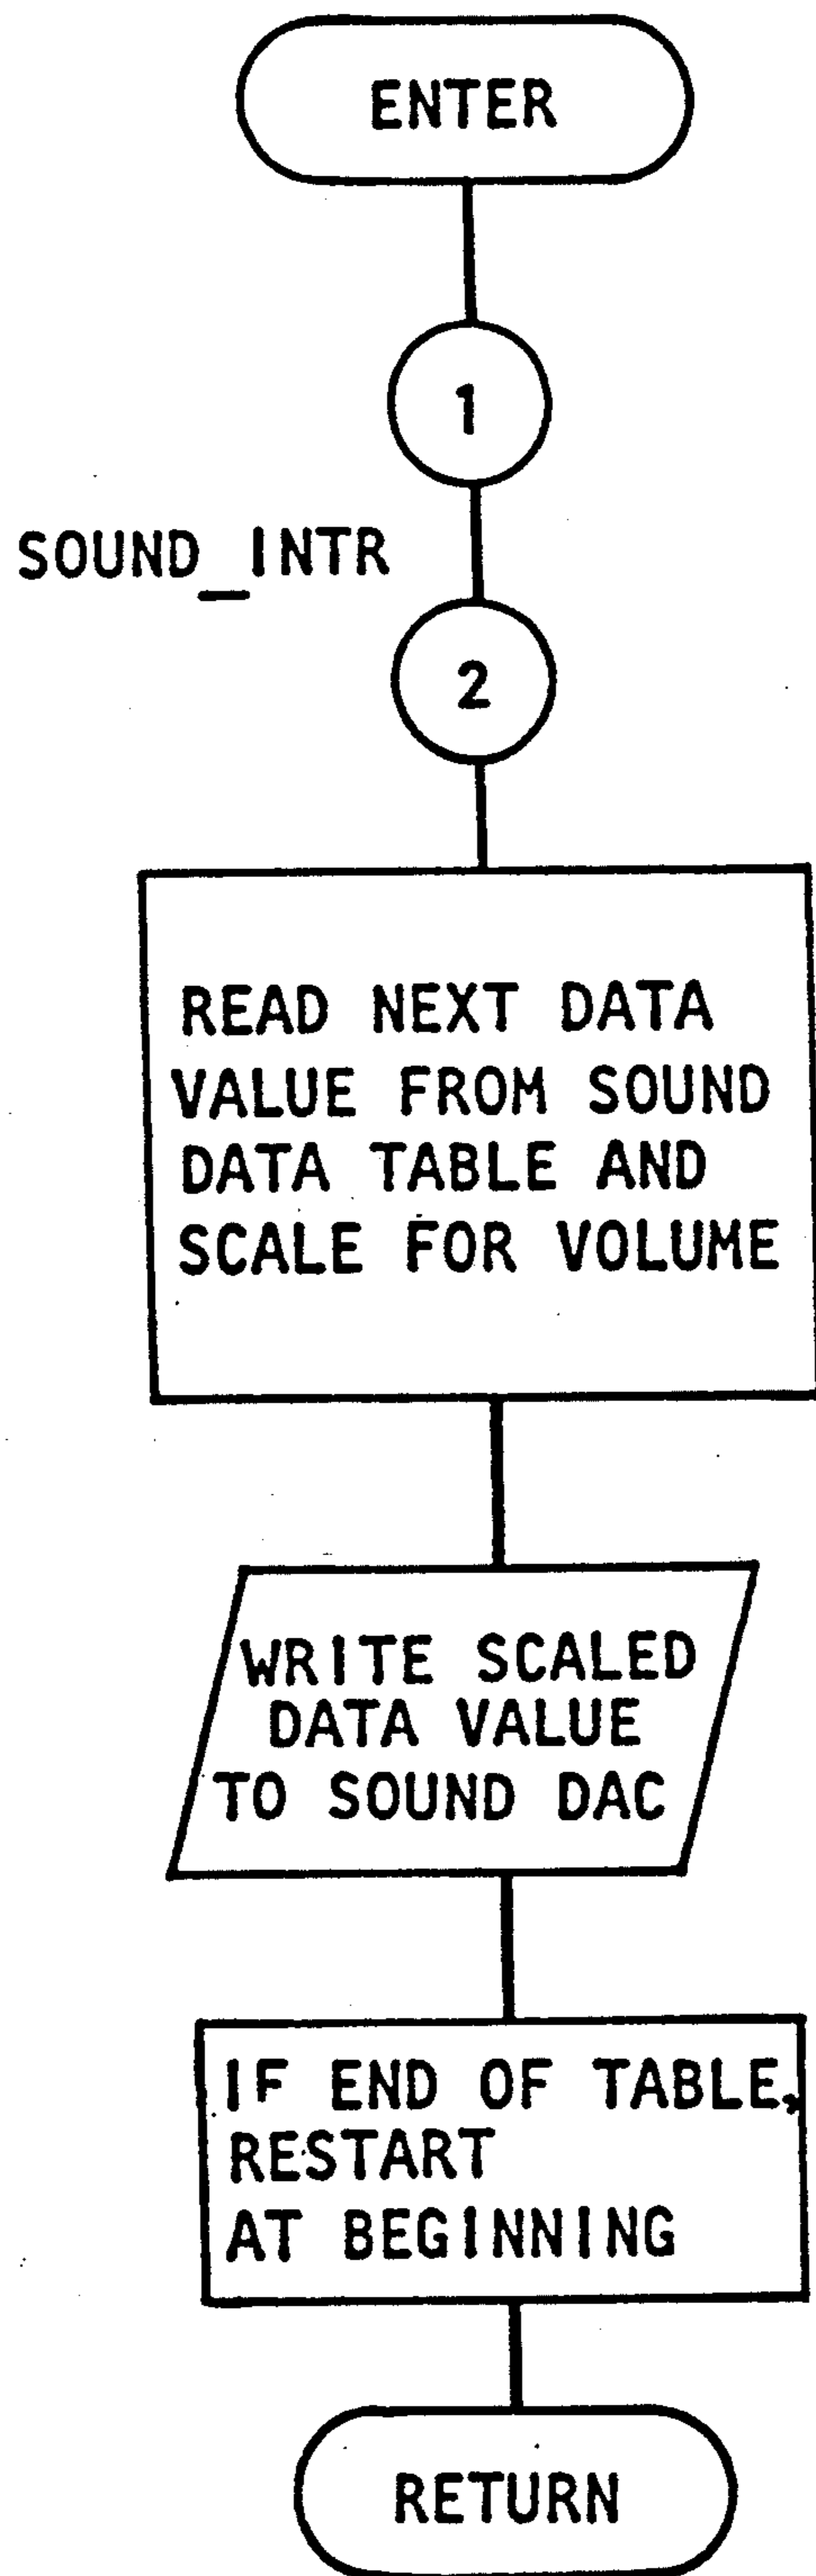 ENTER
1
SOUND_INTR
2
READ NEXT DATA
VALUE FROM SOUND
DATA TABLE AND
SCALE FOR VOLUME
WRITE SCALED
DATA VALUE
TO SOUND DAC
IF END OF TABLE,
RESTART
AT BEGINNING
RETURN